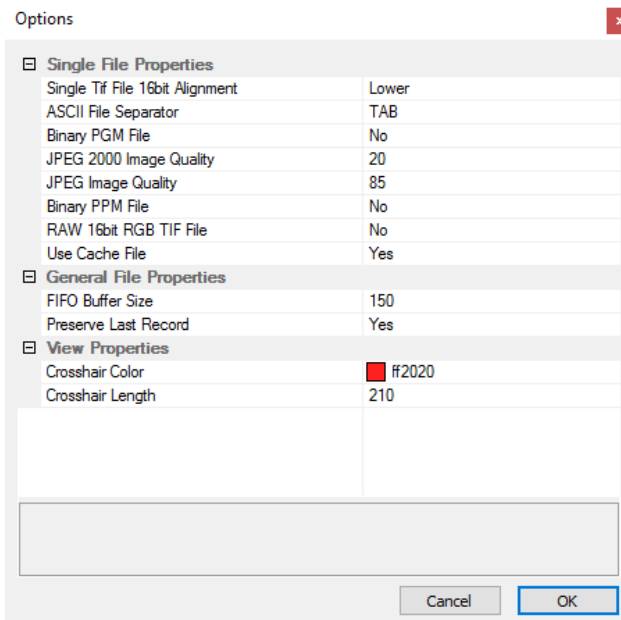 Options
Single File Properties
Single Tif File 16bit Alignment Lower
ASCII File Separator TAB
Binary PGM File No
JPEG 2000 Image Quality 20
JPEG Image Quality 85
Binary PPM File No
RAW 16bit RGB TIF File No
Use Cache File Yes
General File Properties
FIFO Buffer Size 150
Preserve Last Record Yes
View Properties
Crosshair Color ff2020
Crosshair Length 210
Cancel OK